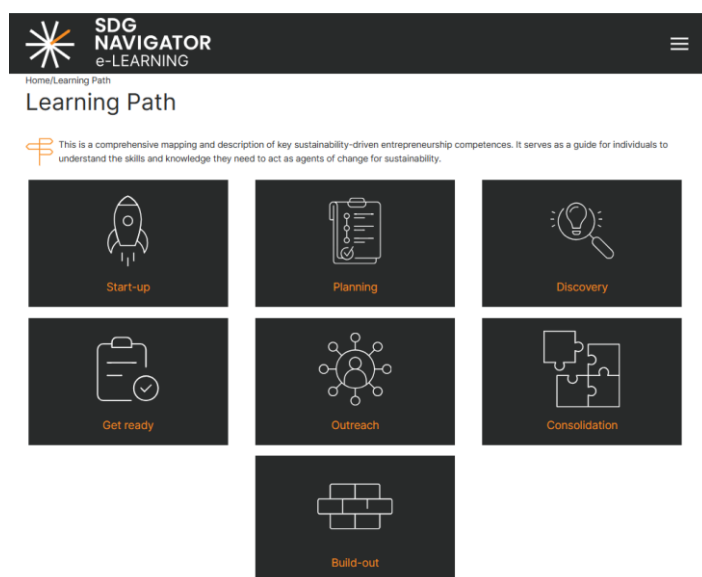 SDG
NAVIGATOR
e-LEARNING
Home/Learning Path
Learning Path
This is a comprehensive mapping and description of key sustainability-driven entrepreneurship competences. It serves as a guide for individuals to
understand the skills and knowledge they need to act as agents of change for sustainability.
Start-up
Planning
Discovery
Get ready
Outreach
Consolidation
Build-out